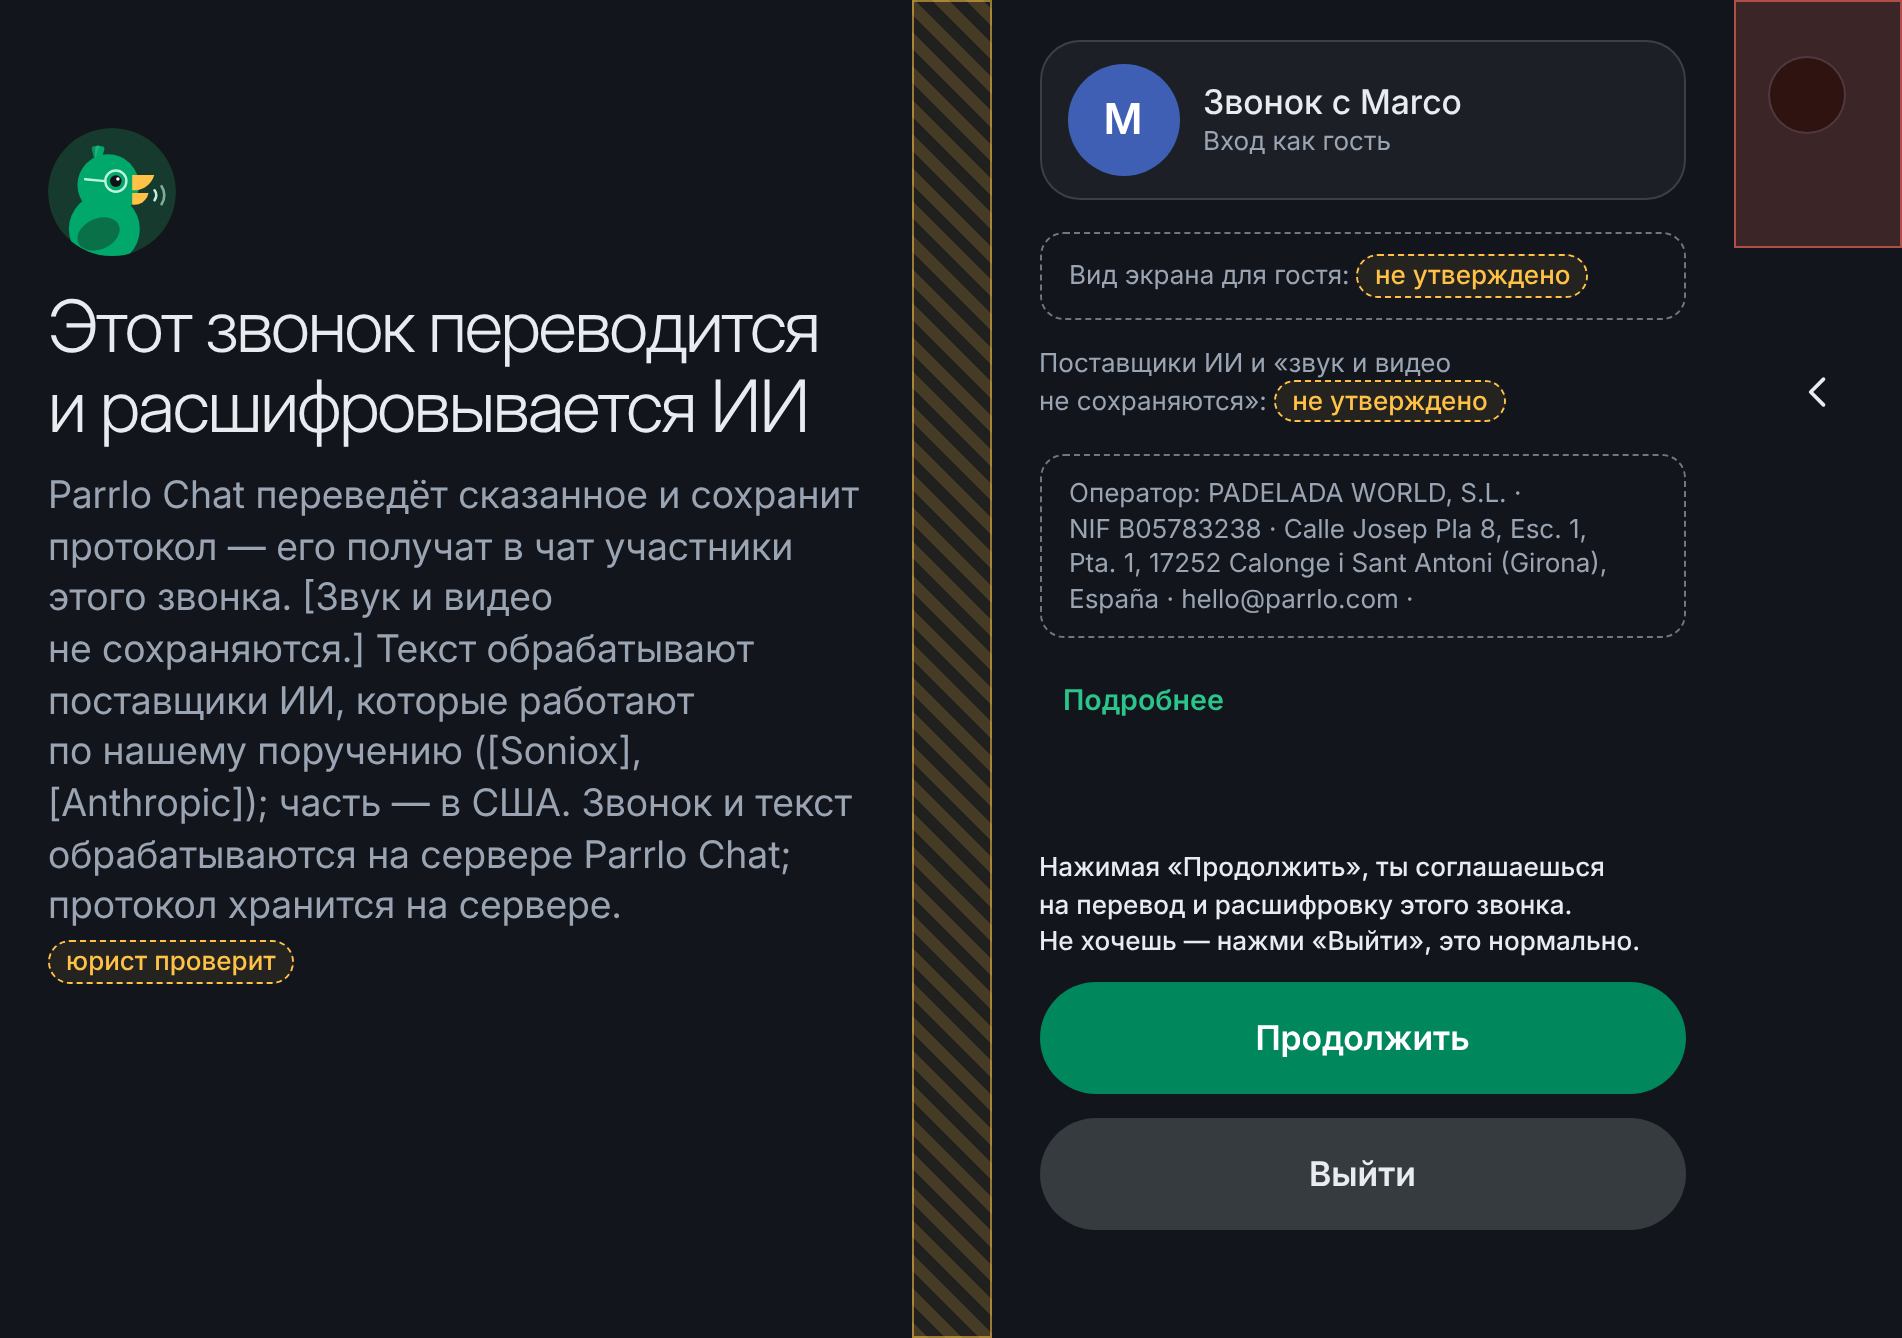 Этот звонок переводится
и расшифровывается ИИ
Parrlo Chat переведёт сказанное и сохранит
протокол — его получат в чат участники
этого звонка. [Звук и видео
не сохраняются.] Текст обрабатывают
поставщики ИИ, которые работают
по нашему поручению ([Soniox],
[Anthropic]); часть — в США. Звонок и текст
обрабатываются на сервере Parrlo Chat;
протокол хранится на сервере.
юрист проверит
M
Звонок с Marco
Вход как гость
Вид экрана для гостя: не утверждено
Поставщики ИИ и «звук и видео
не сохраняются»: не утверждено
Оператор: PADELADA WORLD, S.L. ·
NIF B05783238 · Calle Josep Pla 8, Esc. 1,
Pta. 1, 17252 Calonge i Sant Antoni (Girona),
España · hello@parrlo.com ·
Подробнее
Нажимая «Продолжить», ты соглашаешься
на перевод и расшифровку этого звонка.
Не хочешь — нажми «Выйти», это нормально.
Продолжить
Выйти